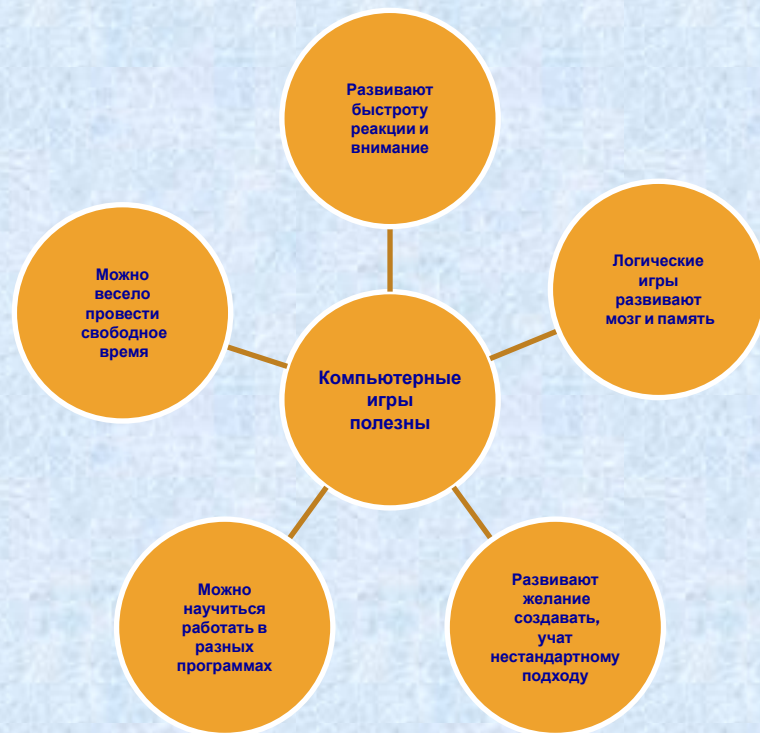 Развивают
быстроту
реакции и
внимание
Логические
игры
развивают
мозг и память
Можно
весело
провести
свободное
время
Компьютерные
игры
полезны
Можно
научиться
работать в
разных
программах
Развивают
желание
создавать,
учат
нестандартному
подходу